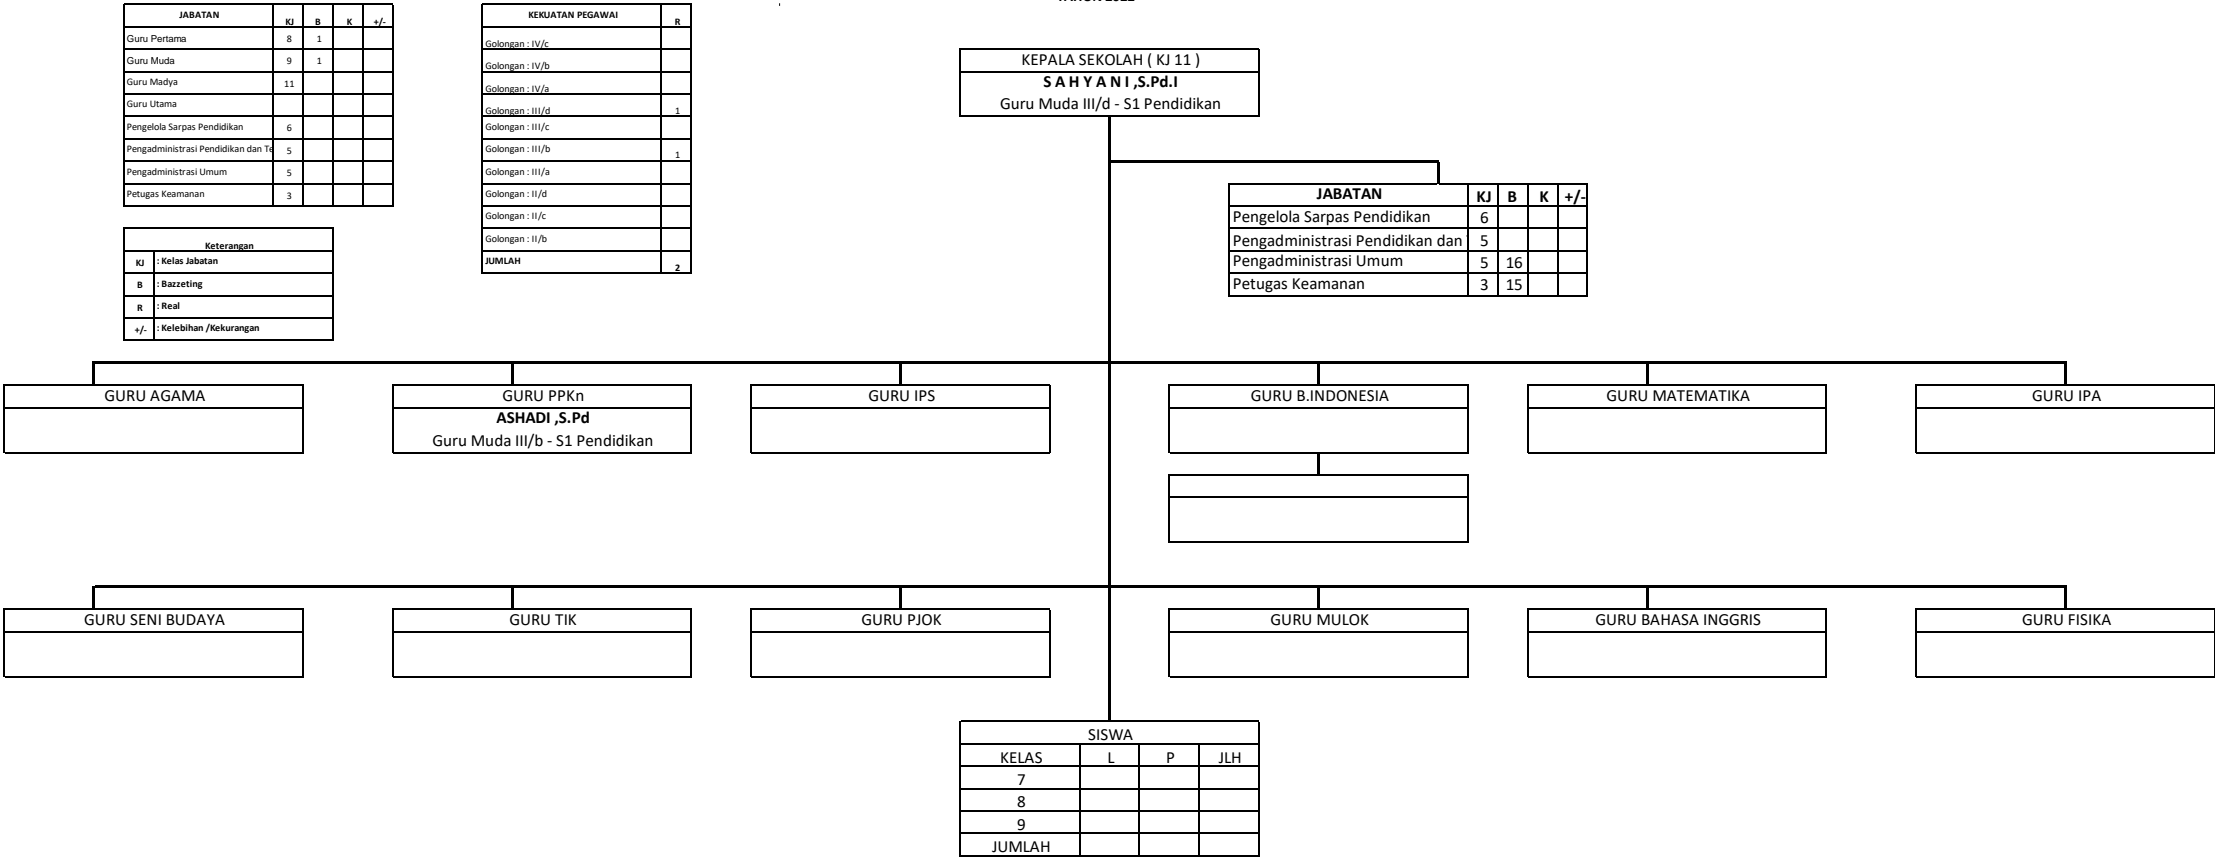 JABATAN KJ B K +/-
Guru Pertama 8 1
Guru Muda 9 1
Guru Madya 11
Guru Utama
Pengelola Sarpas Pendidikan 6
Pengadministrasi Pendidikan dan Te 5
Pengadministrasi Umum 5
Petugas Keamanan 3
Keterangan
KJ : Kelas Jabatan
B : Bazzeting
R : Real
+/- : Kelebihan /Kekurangan
KEKUATAN PEGAWAI R
Golongan : IV/c
Golongan : IV/b
Golongan : IV/a
Golongan : III/d 1
Golongan : III/c
Golongan : III/b 1
Golongan : III/a
Golongan : II/d
Golongan : II/c
Golongan : II/b
JUMLAH 2
KEPALA SEKOLAH ( KJ 11 )
S A H Y A N I ,S.Pd.I
Guru Muda III/d - S1 Pendidikan
JABATAN KJ B K +/-
Pengelola Sarpas Pendidikan 6
Pengadministrasi Pendidikan dan 5
Pengadministrasi Umum 5 16
Petugas Keamanan 3 15
GURU AGAMA
GURU PPKn
ASHADI ,S.Pd
Guru Muda III/b - S1 Pendidikan
GURU IPS
GURU B.INDONESIA
GURU MATEMATIKA
GURU IPA
GURU SENI BUDAYA
GURU TIK
GURU PJOK
GURU MULOK
GURU BAHASA INGGRIS
GURU FISIKA
SISWA
KELAS L P JLH
7
8
9
JUMLAH